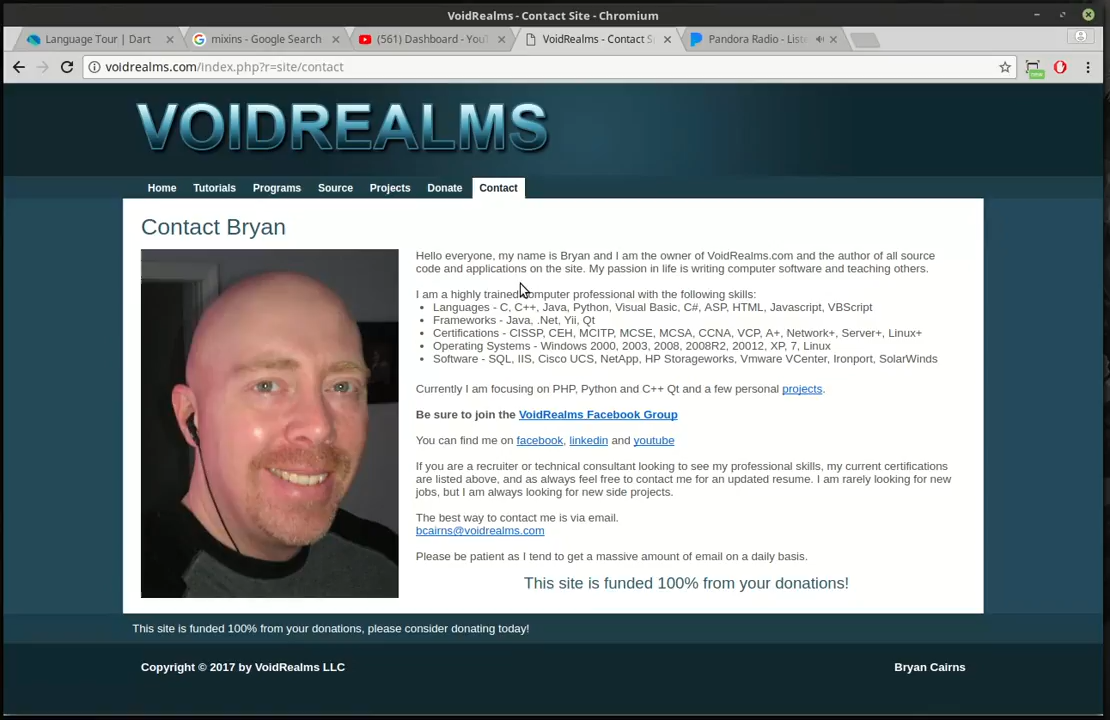 VoidRealms - Contact Site - Chromium
Language Tour | Dart
mixins - Google Search
(561) Dashboard - You
VoidRealms - Contact S
Pandora Radio - Liste
voidrealms.com/index.php?r=site/contact
new
VOIDREALMS
Home Tutorials Programs Source Projects Donate Contact
Contact Bryan
Hello everyone, my name is Bryan and I am the owner of VoidRealms.com and the author of all source
code and applications on the site. My passion in life is writing computer software and teaching others.
I am a highly trained computer professional with the following skills:
• Languages - C, C++, Java, Python, Visual Basic, C#, ASP, HTML, Javascript, VBScript
• Frameworks - Java, .Net, Yii, Qt
• Certifications - CISSP, CEH, MCITP, MCSE, MCSA, CCNA, VCP, A+, Network+, Server+, Linux+
• Operating Systems - Windows 2000, 2003, 2008, 2008R2, 20012, XP, 7, Linux
• Software - SQL, IIS, Cisco UCS, NetApp, HP Storageworks, Vmware VCenter, Ironport, SolarWinds
Currently I am focusing on PHP, Python and C++ Qt and a few personal projects.
Be sure to join the VoidRealms Facebook Group
You can find me on facebook, linkedin and youtube
If you are a recruiter or technical consultant looking to see my professional skills, my current certifications
are listed above, and as always feel free to contact me for an updated resume. I am rarely looking for new
jobs, but I am always looking for new side projects.
The best way to contact me is via email.
bcairns@voidrealms.com
Please be patient as I tend to get a massive amount of email on a daily basis.
This site is funded 100% from your donations!
This site is funded 100% from your donations, please consider donating today!
Copyright © 2017 by VoidRealms LLC
Bryan Cairns